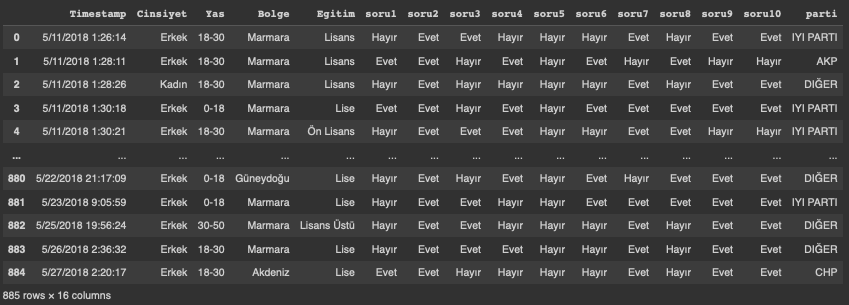 Timestamp Cinsiyet Yas Bolge Egitim soru1 soru2 soru3 soru4 soru5 soru6 soru7 soru8 soru9 soru10 parti
0 5/11/2018 1:26:14 Erkek 18-30 Marmara Lisans Hayır Evet Evet Hayır Hayır Hayır Evet Hayır Evet Evet IYI PARTI
1 5/11/2018 1:28:11 Erkek 18-30 Marmara Lisans Evet Evet Hayır Evet Evet Evet Hayır Evet Hayır Hayır AKP
2 5/11/2018 1:28:26 Kadın 18-30 Marmara Lisans Hayır Evet Hayır Hayır Hayır Hayır Evet Hayır Evet Evet DIĞER
3 5/11/2018 1:30:18 Erkek 0-18 Marmara Lise Evet Evet Hayır Evet Evet Hayır Evet Evet Evet Evet IYI PARTI
4 5/11/2018 1:30:21 Erkek 18-30 Marmara Ön Lisans Hayır Evet Hayır Hayır Hayır Hayır Evet Evet Hayır Hayır IYI PARTI
... ... ... ... ... ... ... ... ... ... ... ... ... ... ... ... ...
880 5/22/2018 21:17:09 Erkek 0-18 Güneydoğu Lise Hayır Evet Hayır Evet Evet Hayır Hayır Hayır Evet Evet DIĞER
881 5/23/2018 9:05:59 Erkek 0-18 Marmara Lise Hayır Evet Hayır Evet Hayır Hayır Evet Evet Evet Evet IYI PARTI
882 5/25/2018 19:56:24 Erkek 30-50 Marmara Lisans Üstü Hayır Evet Hayır Evet Evet Hayır Evet Hayır Evet Evet DIĞER
883 5/26/2018 2:36:32 Erkek 18-30 Marmara Lise Hayır Evet Evet Evet Hayır Hayır Evet Hayır Evet Evet DIĞER
884 5/27/2018 2:20:17 Erkek 18-30 Akdeniz Lise Evet Evet Hayır Hayır Hayır Hayır Evet Hayır Evet Evet CHP
885 rows × 16 columns